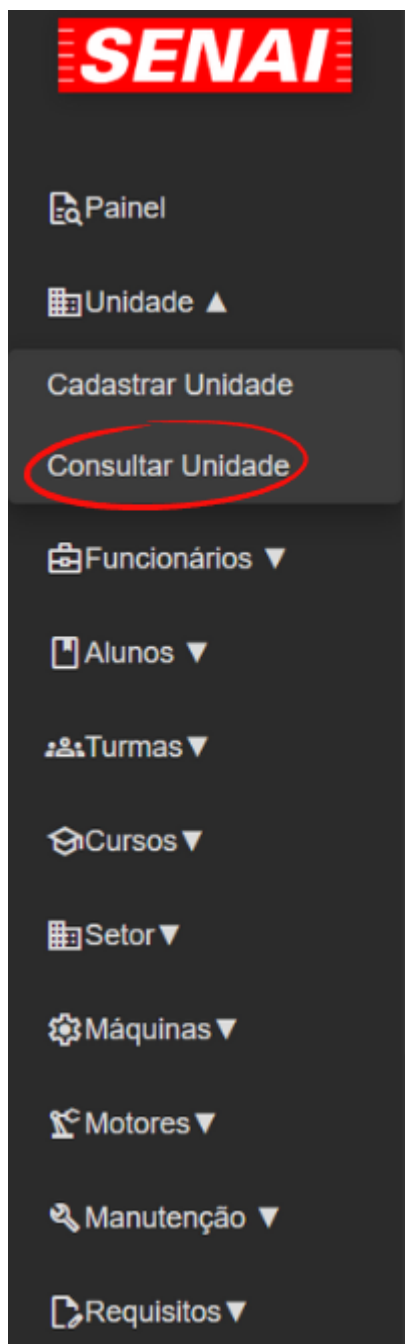 SENAI
Painel
Unidade ▲
Cadastrar Unidade
Consultar Unidade
Funcionários ▼
Alunos ▼
Turmas▼
Cursos▼
Setor▼
Máquinas▼
Motores▼
Manutenção ▼
Requisitos▼